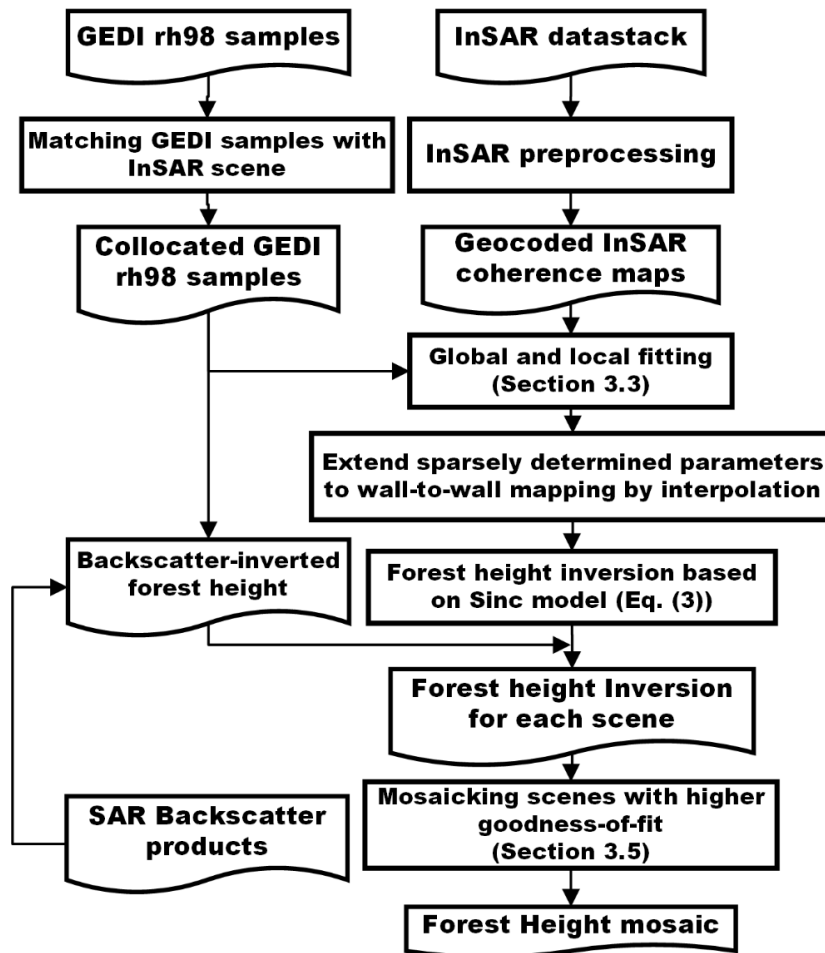 GEDI rh98 samples
InSAR datastack
Matching GEDI samples with
InSAR scene
InSAR preprocessing
Collocated GEDI
rh98 samples
Geocoded InSAR
coherence maps
Global and local fitting
(Section 3.3)
Extend sparsely determined parameters
to wall-to-wall mapping by interpolation
Backscatter-inverted
forest height
Forest height inversion based
on Sinc model (Eq. (3))
Forest height Inversion
for each scene
SAR Backscatter
products
Mosaicking scenes with higher
goodness-of-fit
(Section 3.5)
Forest Height mosaic